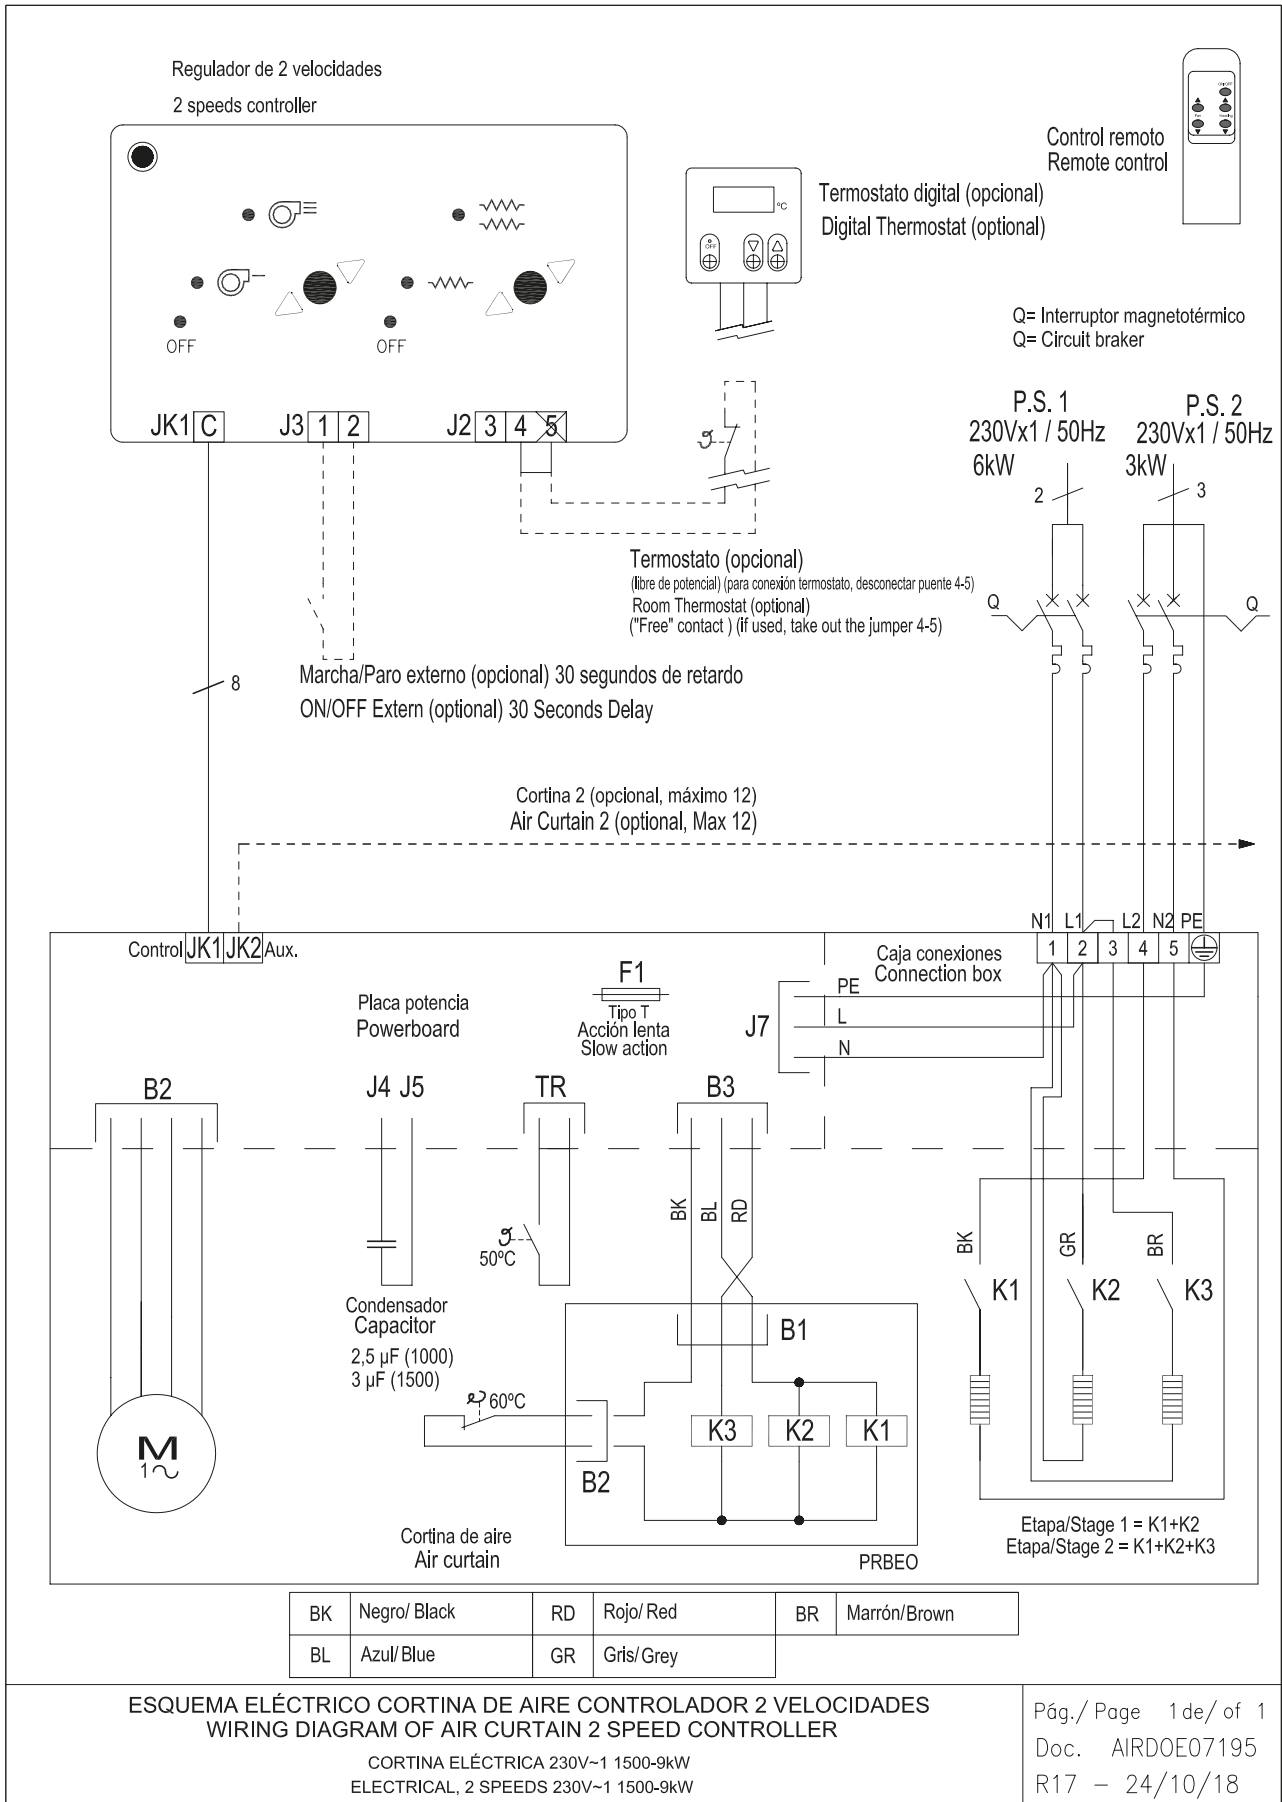 Regulador de 2 velocidades
2 speeds controller
OFF
OFF
JK1 C
J3 1 2
J2 3 4 5
°C
OFF
Termostato digital (opcional)
Digital Thermostat (optional)
Control remoto
Remote control
ON/OFF
Fan
Heating
Q= Interruptor magnetotérmico
Q= Circuit braker
P.S. 1
230Vx1 / 50Hz
6kW
2
P.S. 2
230Vx1 / 50Hz
3kW
3
Q
Q
Termostato (opcional)
(libre de potencial) (para conexión termostato, desconectar puente 4-5)
Room Thermostat (optional)
("Free" contact ) (if used, take out the jumper 4-5)
8
Marcha/Paro externo (opcional) 30 segundos de retardo
ON/OFF Extern (optional) 30 Seconds Delay
Cortina 2 (opcional, máximo 12)
Air Curtain 2 (optional, Max 12)
N1 L1 L2 N2 PE
1 2 3 4 5
Control JK1 JK2 Aux.
Caja conexiones
Connection box
Placa potencia
Powerboard
F1
Tipo T
Acción lenta
Slow action
J7
PE
L
N
B2
J4 J5
TR
B3
BK
BL
RD
50ºC
Condensador
Capacitor
2,5 µF (1000)
3 µF (1500)
60ºC
B1
K3
K2
K1
B2
M
1
BK
GR
BR
K1
K2
K3
Cortina de aire
Air curtain
PRBEO
Etapa/Stage 1 = K1+K2
Etapa/Stage 2 = K1+K2+K3
BK Negro/ Black RD Rojo/ Red BR Marrón/Brown
BL Azul/ Blue GR Gris/ Grey
ESQUEMA ELÉCTRICO CORTINA DE AIRE CONTROLADOR 2 VELOCIDADES
WIRING DIAGRAM OF AIR CURTAIN 2 SPEED CONTROLLER
CORTINA ELÉCTRICA 230V~1 1500-9kW
ELECTRICAL, 2 SPEEDS 230V~1 1500-9kW
Pág./ Page 1 de/ of 1
Doc. AIRDOE07195
R17 - 24/10/18